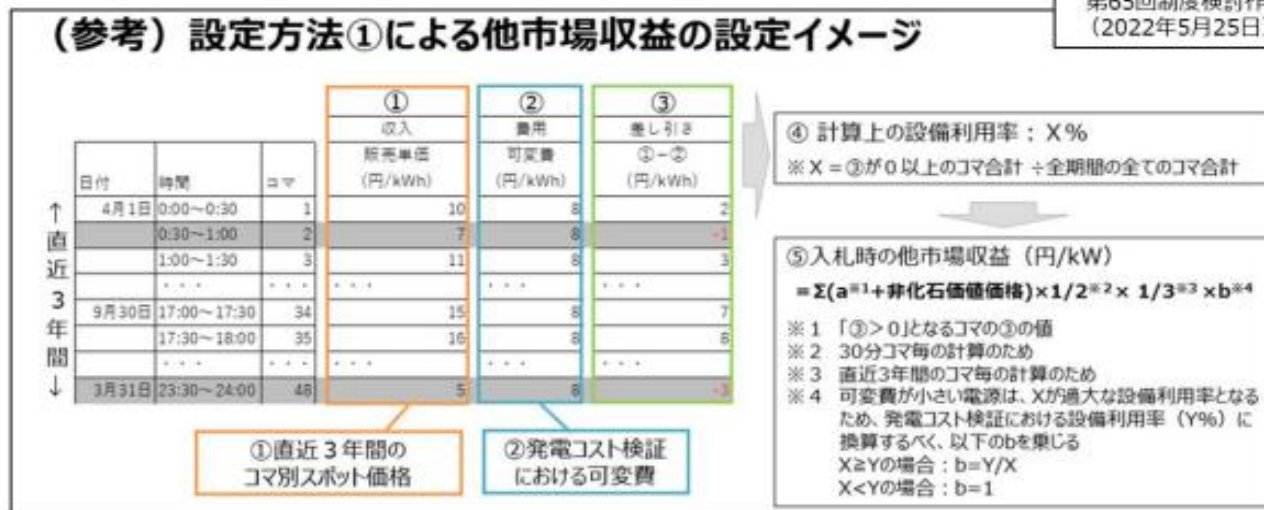 第65回制度検討作
(2022年5月25日)
（参考）設定方法①による他市場収益の設定イメージ
① ② ③
収入 費用 差し引き
販売単価 可変費 ①－②
日付 時間 コマ (円/kWh) (円/kWh) (円/kWh)
4月1日 0:00～0:30 1 10 8 2
0:30～1:00 2 7 8 -1
1:00～1:30 3 11 8 3
・・・ ・・・ ・・・ ・・・ ・・・
9月30日 17:00～17:30 34 15 8 7
17:30～18:00 35 16 8 8
・・・ ・・・ ・・・ ・・・ ・・・
3月31日 23:30～24:00 48 5 8 -3
↑直近３年間↓
①直近３年間の
コマ別スポット価格
②発電コスト検証
における可変費
④ 計算上の設備利用率：X％
※X＝③が０以上のコマ合計 ÷全期間の全てのコマ合計
⑤入札時の他市場収益（円/kW）
＝Σ(a※1＋非化石価値価格)×1/2※2× 1/3※3 ×b※4
※１ 「③＞０」となるコマの③の値
※２ 30分コマ毎の計算のため
※３ 直近3年間のコマ毎の計算のため
※４ 可変費が小さい電源は、Xが過大な設備利用率となる
ため、発電コスト検証における設備利用率（Y%）に
換算するべく、以下のbを乗じる
X≥Yの場合：b=Y/X
X<Yの場合：b=1